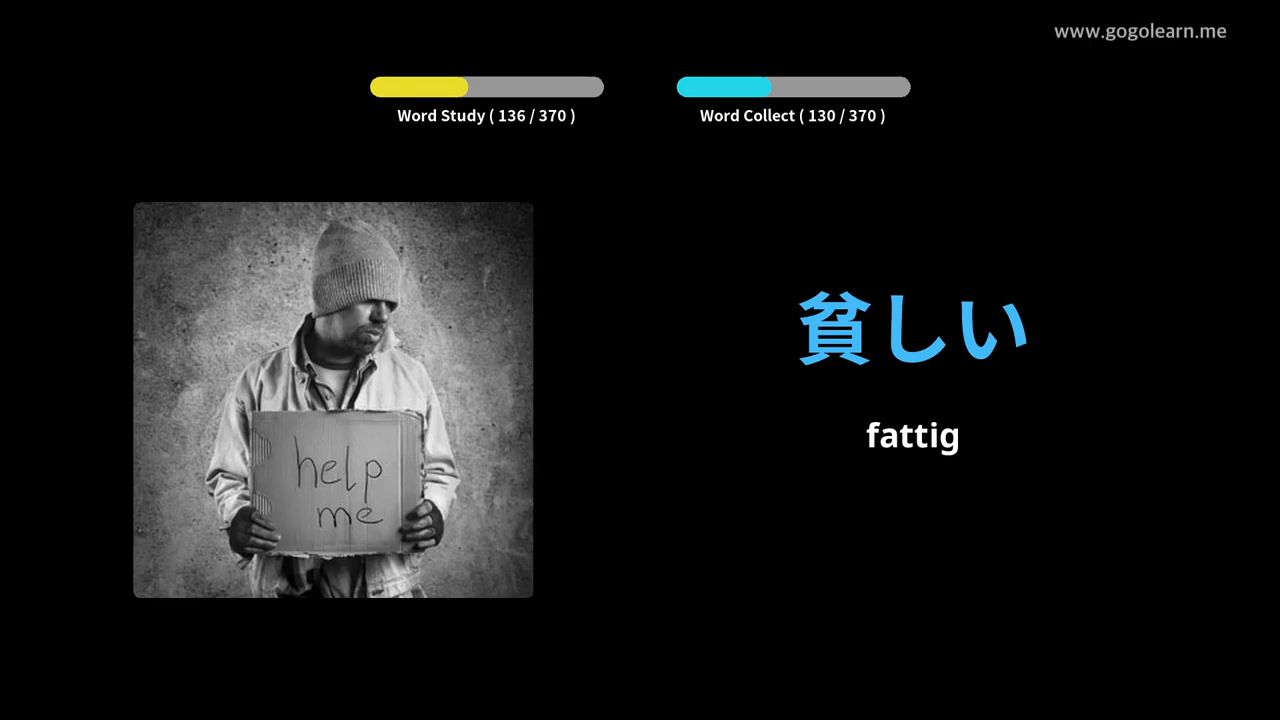 www.gogolearn.me
Word Study ( 136 / 370 )
Word Collect ( 130 / 370 )
help
me
貧しい
fattig